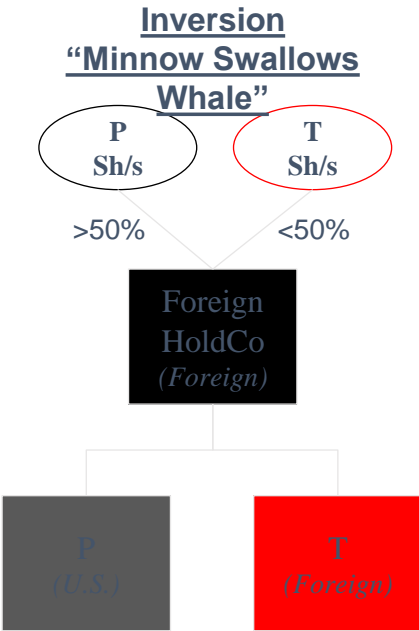 Inversion
“Minnow Swallows
Whale”
P
Sh/s
T
Sh/s
>50%
<50%
Foreign
HoldCo
(Foreign)
P
(U.S.)
T
(Foreign)